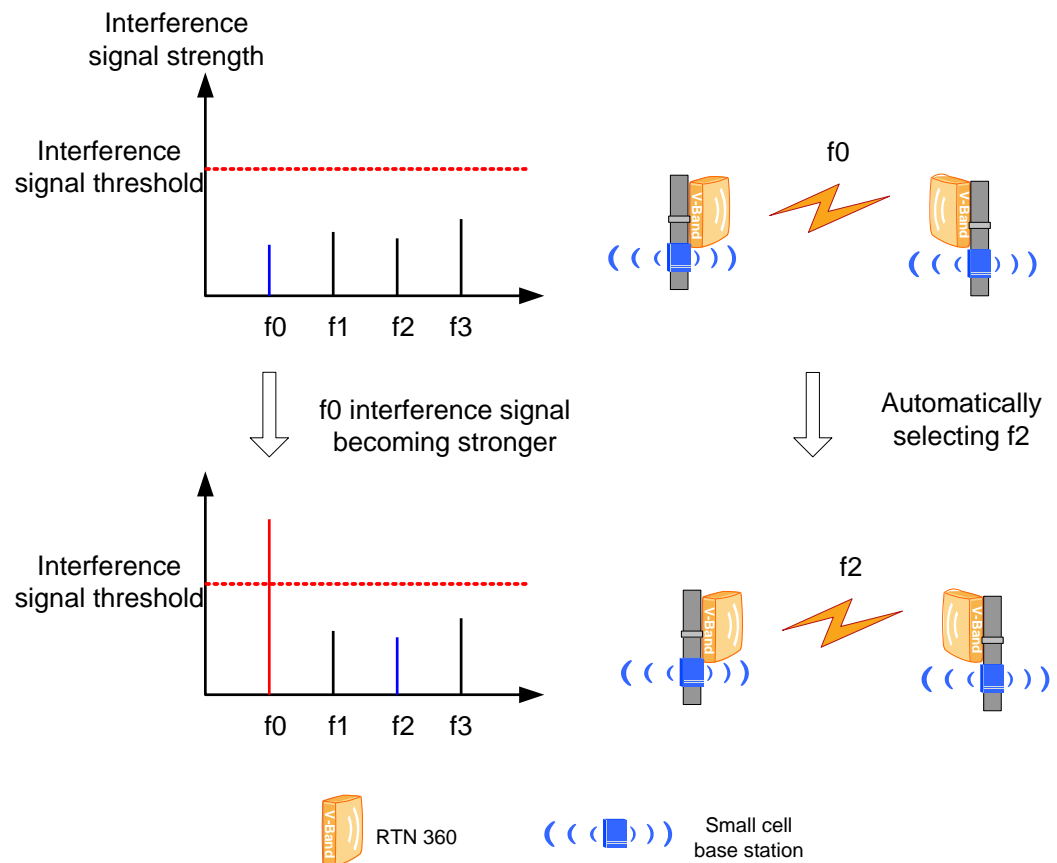 Interference
signal strength
Interference
signal threshold
f0
V-Band
V-Band
f0
f1
f2
f3
f0 interference signal
becoming stronger
Automatically
selecting f2
Interference
signal threshold
f2
V-Band
V-Band
f0
f1
f2
f3
V-Band
RTN 360
Small cell
base station